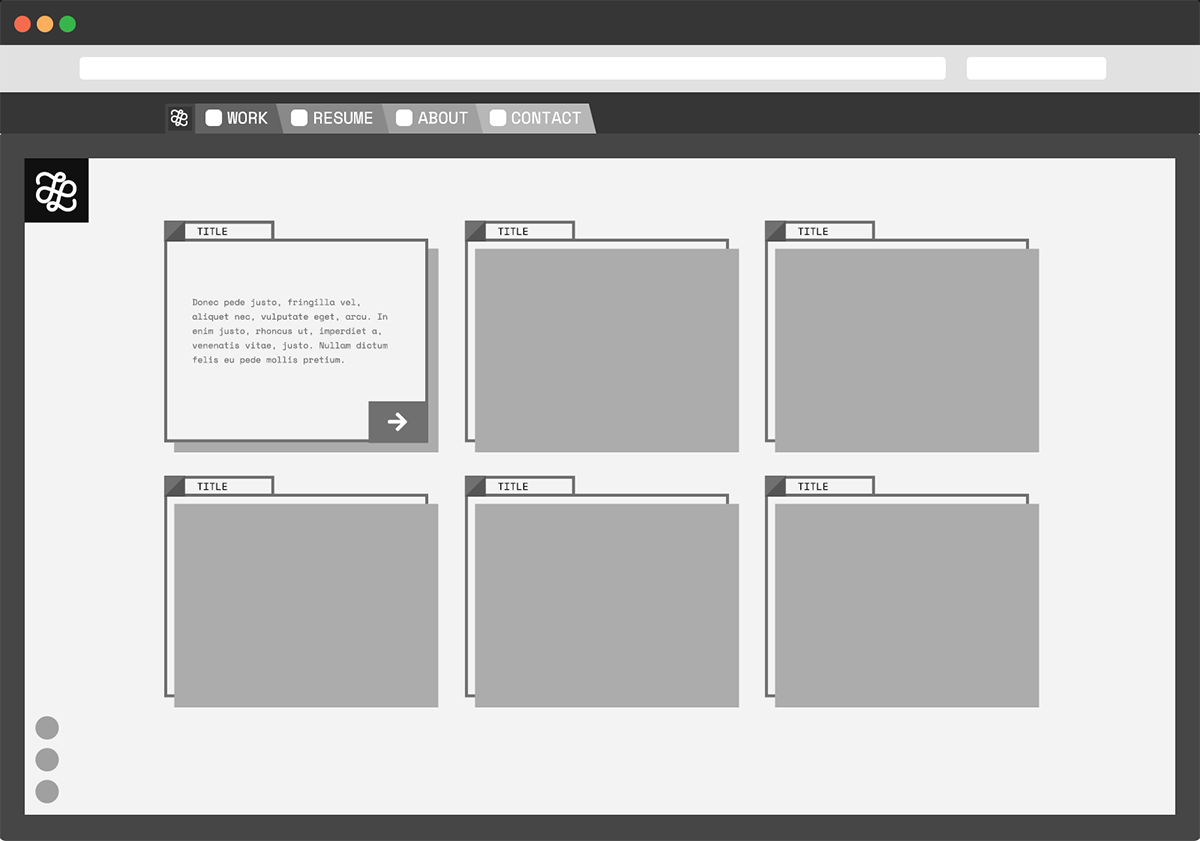 WORK RESUME ABOUT CONTACT
TITLE TITLE TITLE
Donec pede justo, fringilla vel,
aliquet nec, vulputate eget, arcu. In
enim justo, rhoncus ut, imperdiet a,
venenatis vitae, justo. Nullam dictum
felis eu pede mollis pretium.
TITLE TITLE TITLE